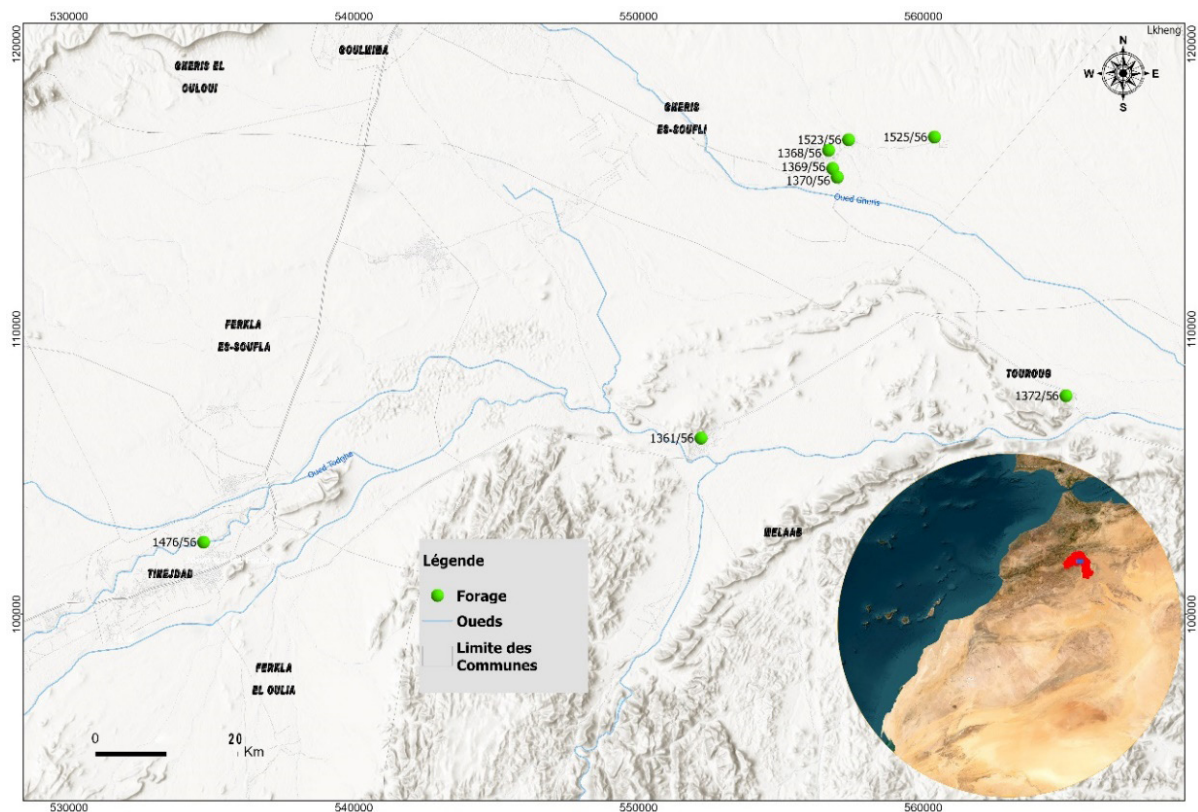 530000
540000
550000
560000
120000
120000
Lkheng
N
W
E
S
GOULMIMA
GHERIS EL
OULOUI
GHERIS
ES-SOUFLI
1523/56
1525/56
1368/56
1369/56
1370/56
Oued Gheris
110000
110000
FERKLA
ES-SOUFLA
TOUROUG
1372/56
1361/56
Oued Todgha
MELAAB
1476/56
TINEJDAD
Légende
Forage
Oueds
Limite des
Communes
100000
100000
FERKLA
EL OULIA
0
20
Km
530000
540000
550000
560000